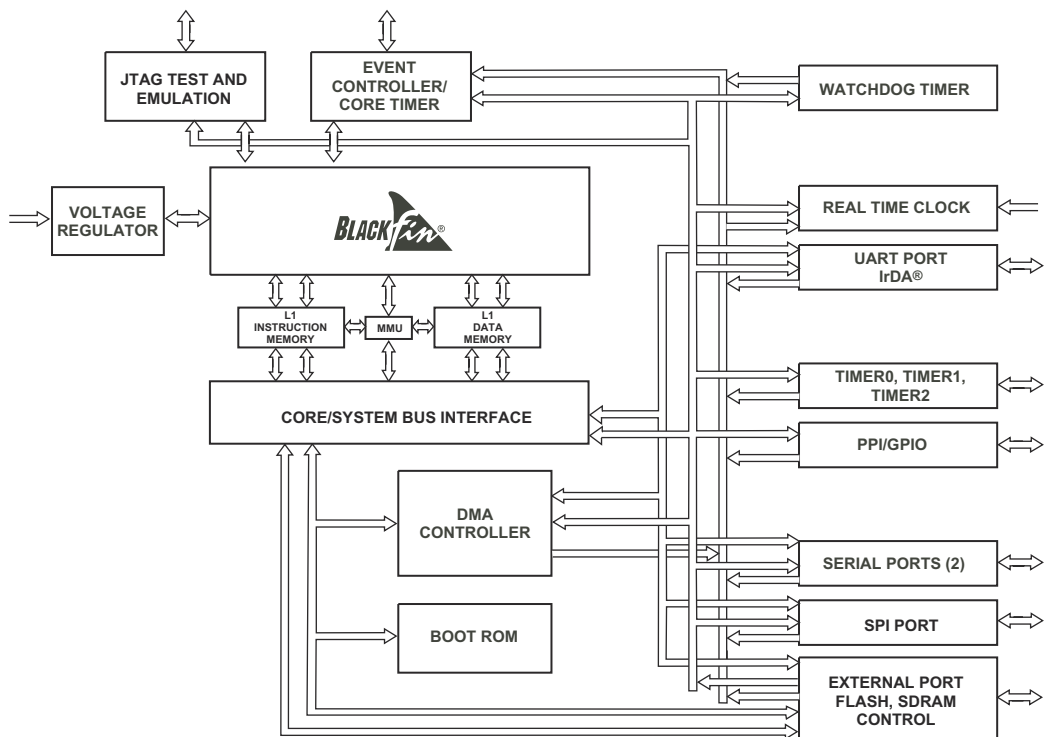 JTAG TEST AND
EMULATION
EVENT
CONTROLLER/
CORE TIMER
WATCHDOG TIMER
VOLTAGE
REGULATOR
BLACKfin®
REAL TIME CLOCK
UART PORT
IrDA®
L1
INSTRUCTION
MEMORY
MMU
L1
DATA
MEMORY
TIMER0, TIMER1,
TIMER2
CORE/SYSTEM BUS INTERFACE
PPI/GPIO
DMA
CONTROLLER
SERIAL PORTS (2)
BOOT ROM
SPI PORT
EXTERNAL PORT
FLASH, SDRAM
CONTROL